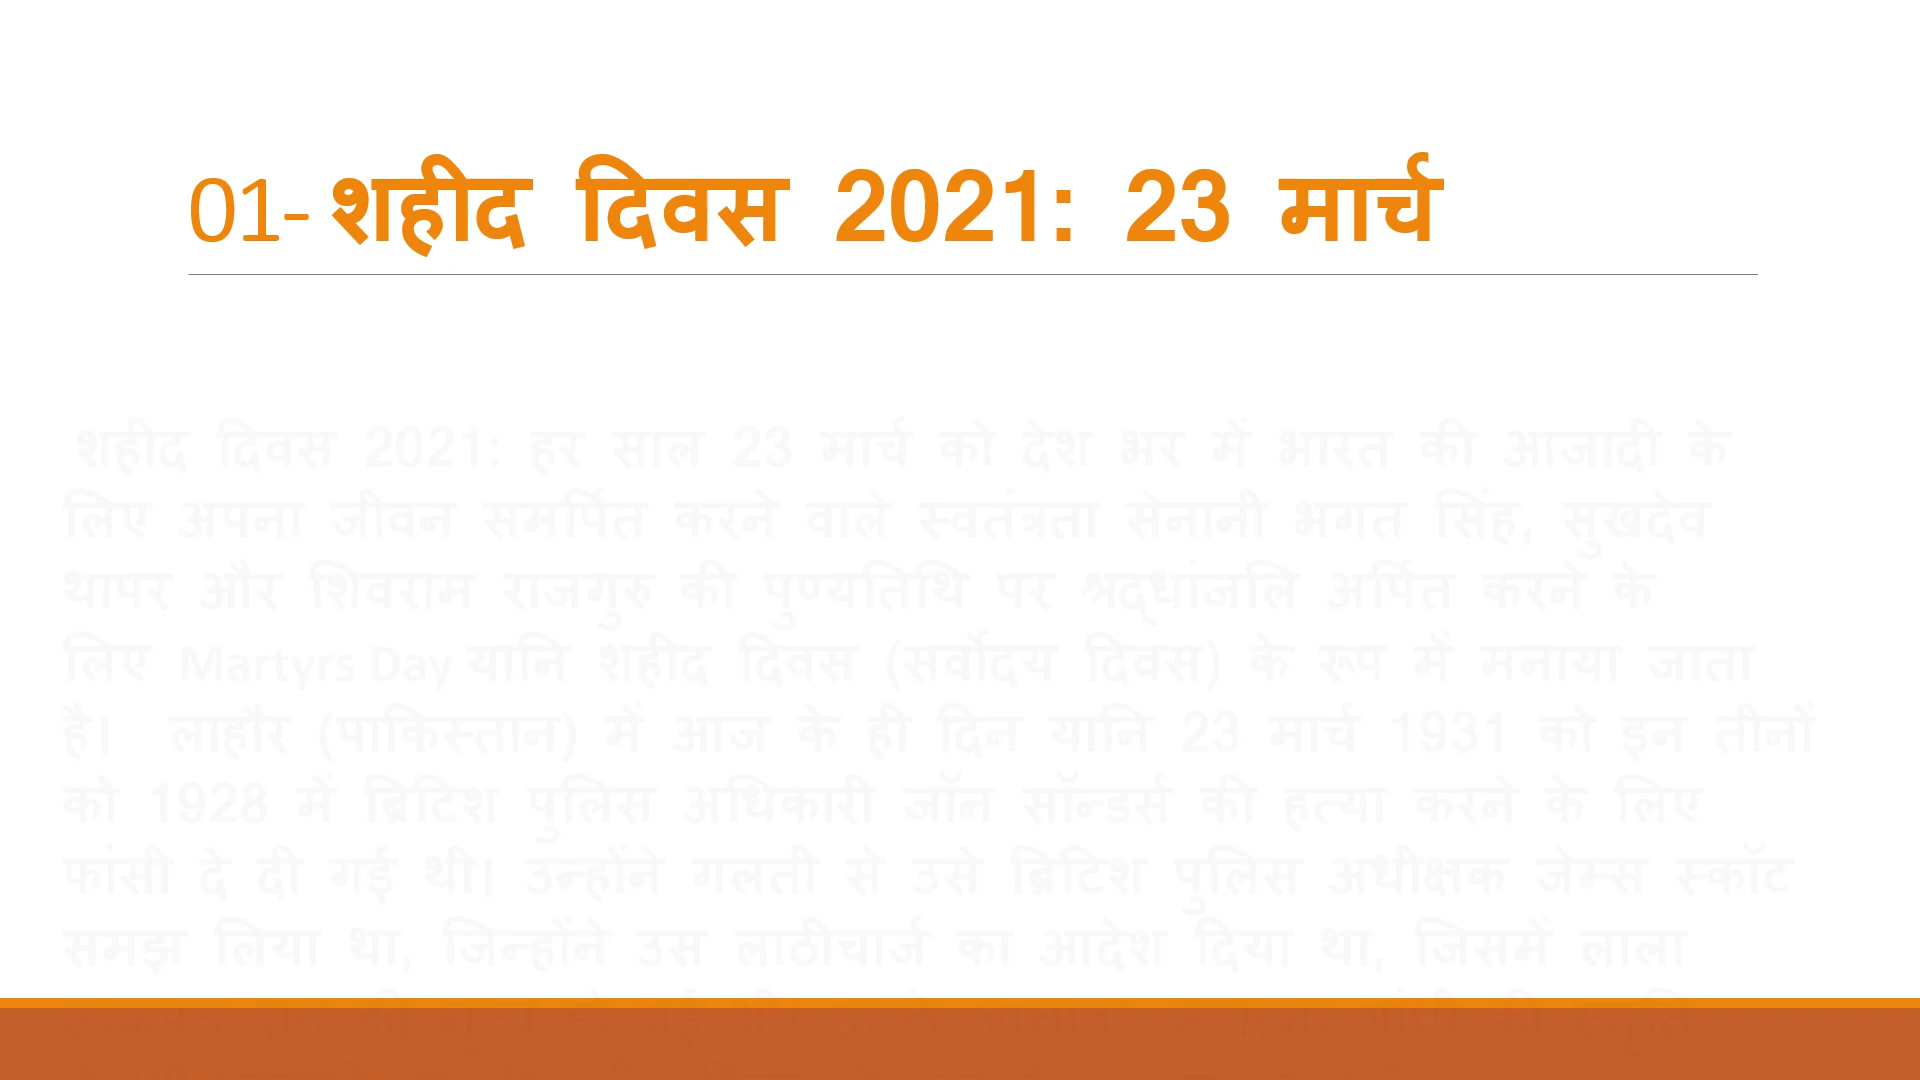 01- शहीद दिवस 2021: 23 मार्च
शहीद दिवस 2021: हर साल 23 मार्च को देश भर में भारत की आजादी के
लिए अपना जीवन समर्पित करने वाले स्वतंत्रता सेनानी भगत सिंह, सुखदेव
थापर और शिवराम राजगुरु की पुण्यतिथि पर श्रद्धांजलि अर्पित करने के
लिए Martyrs Day यानि शहीद दिवस (सर्वोदय दिवस) के रूप में मनाया जाता
है। लाहौर (पाकिस्तान) में आज के ही दिन यानि 23 मार्च 1931 को इन तीनों
को 1928 में ब्रिटिश पुलिस अधिकारी जॉन सॉन्डर्स की हत्या करने के लिए
फांसी दे दी गई थी। उन्होंने गलती से उसे ब्रिटिश पुलिस अधीक्षक जेम्स स्कॉट
समझ लिया था, जिन्होंने उस लाठीचार्ज का आदेश दिया था, जिसमें लाला